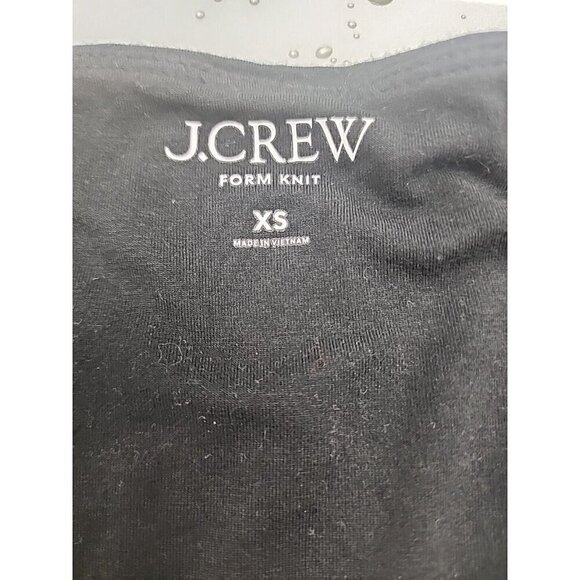 J.CREW
FORM KNIT
XS
MADE IN VIETNAM